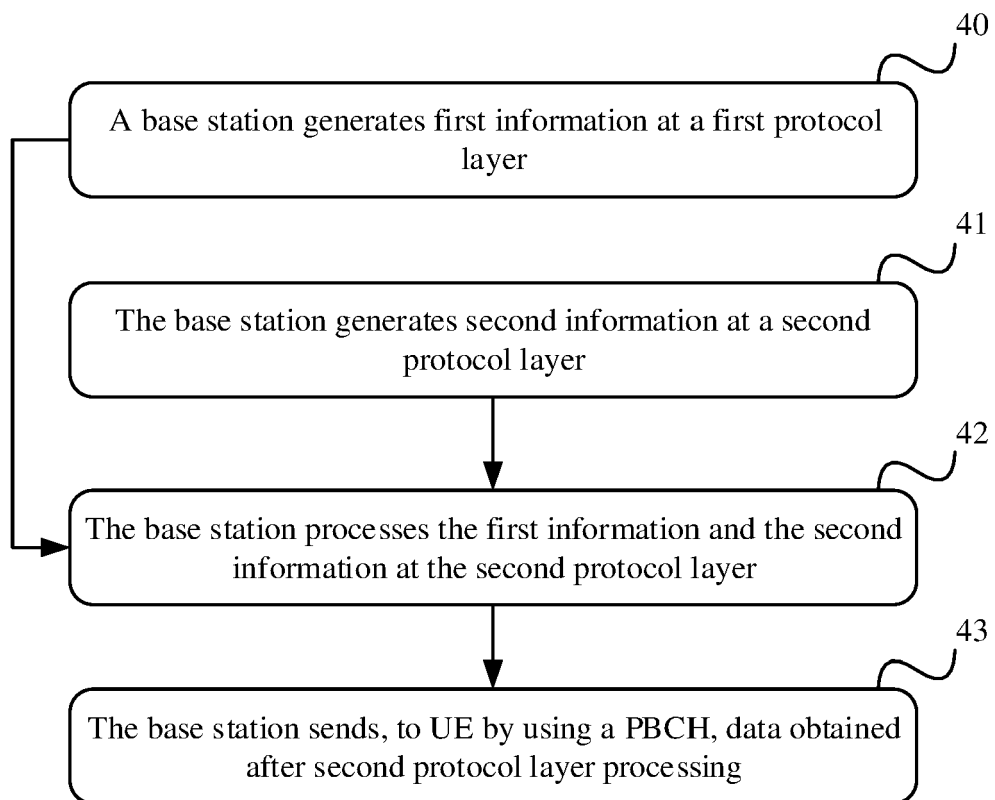 40
A base station generates first information at a first protocol
layer
41
The base station generates second information at a second
protocol layer
42
The base station processes the first information and the second
information at the second protocol layer
43
The base station sends, to UE by using a PBCH, data obtained
after second protocol layer processing